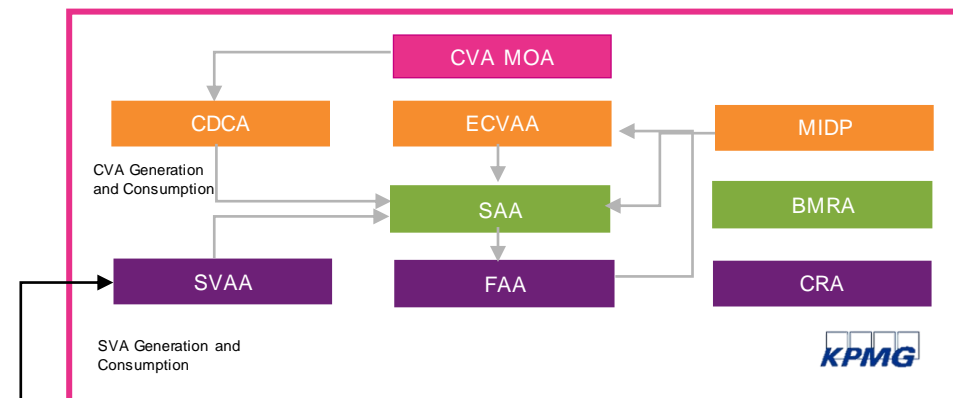 CVA MOA
CDCA
ECVAA
MIDP
CVA Generation
and Consumption
SAA
BMRA
SVAA
FAA
CRA
SVA Generation and
Consumption
KPMG